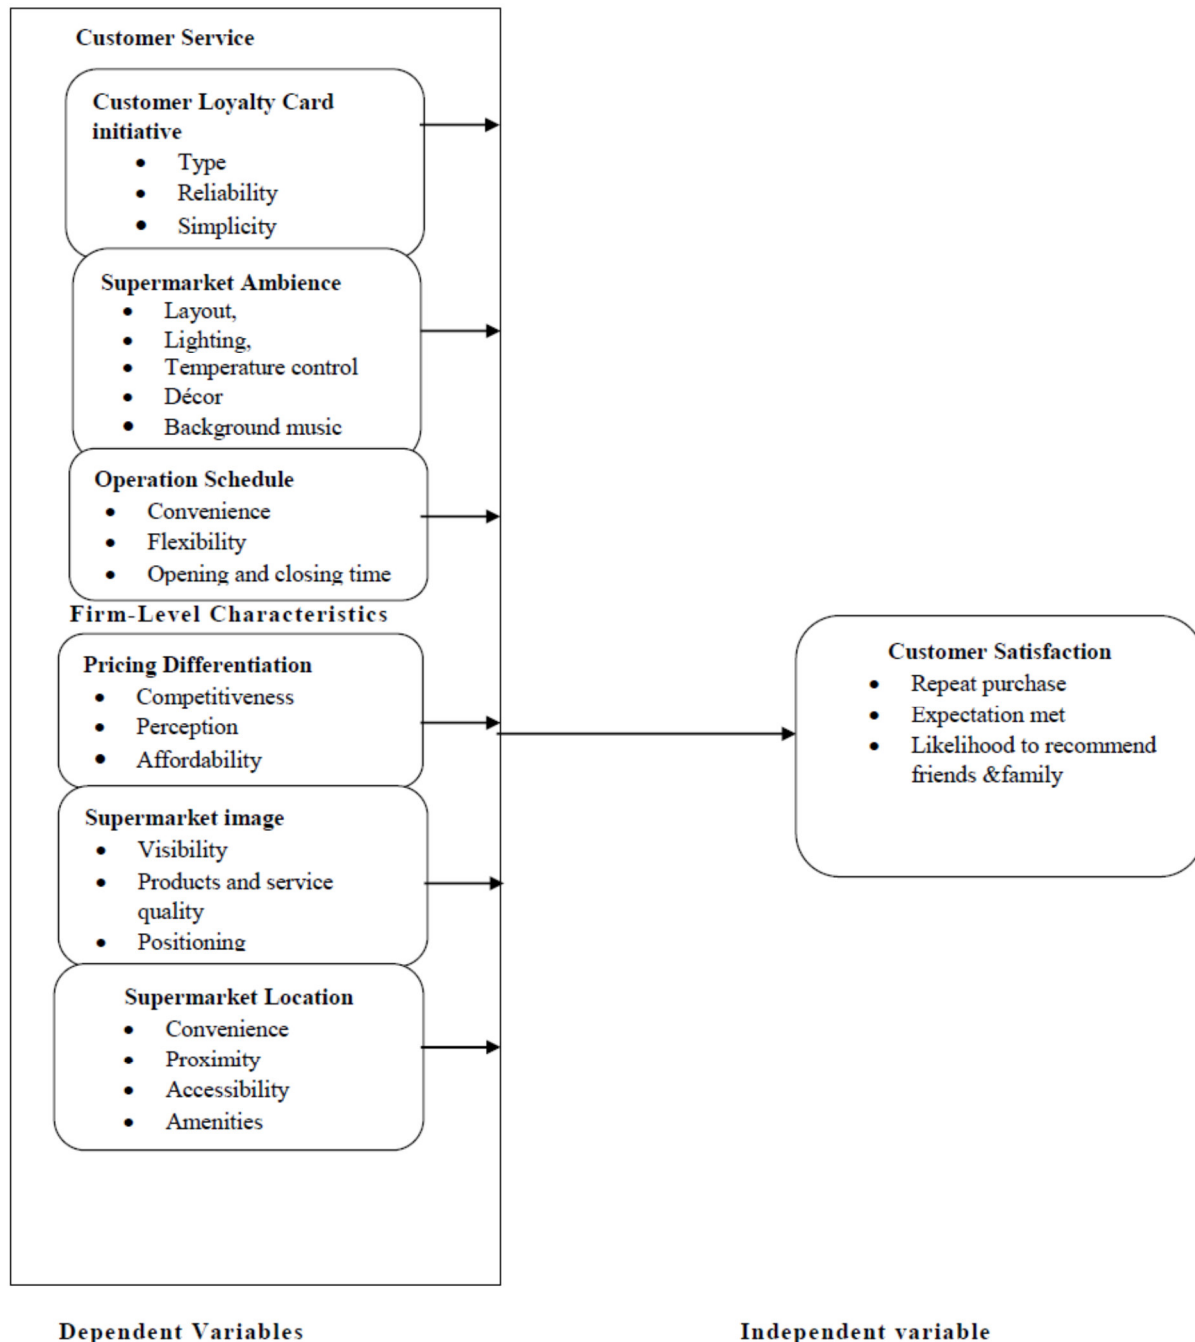 Customer Service
Customer Loyalty Card
initiative
• Type
• Reliability
• Simplicity
Supermarket Ambience
• Layout,
• Lighting,
• Temperature control
• Décor
• Background music
Operation Schedule
• Convenience
• Flexibility
• Opening and closing time
Firm-Level Characteristics
Pricing Differentiation
• Competitiveness
• Perception
• Affordability
Supermarket image
• Visibility
• Products and service
quality
• Positioning
Supermarket Location
• Convenience
• Proximity
• Accessibility
• Amenities
Customer Satisfaction
• Repeat purchase
• Expectation met
• Likelihood to recommend
friends &family
Dependent Variables
Independent variable